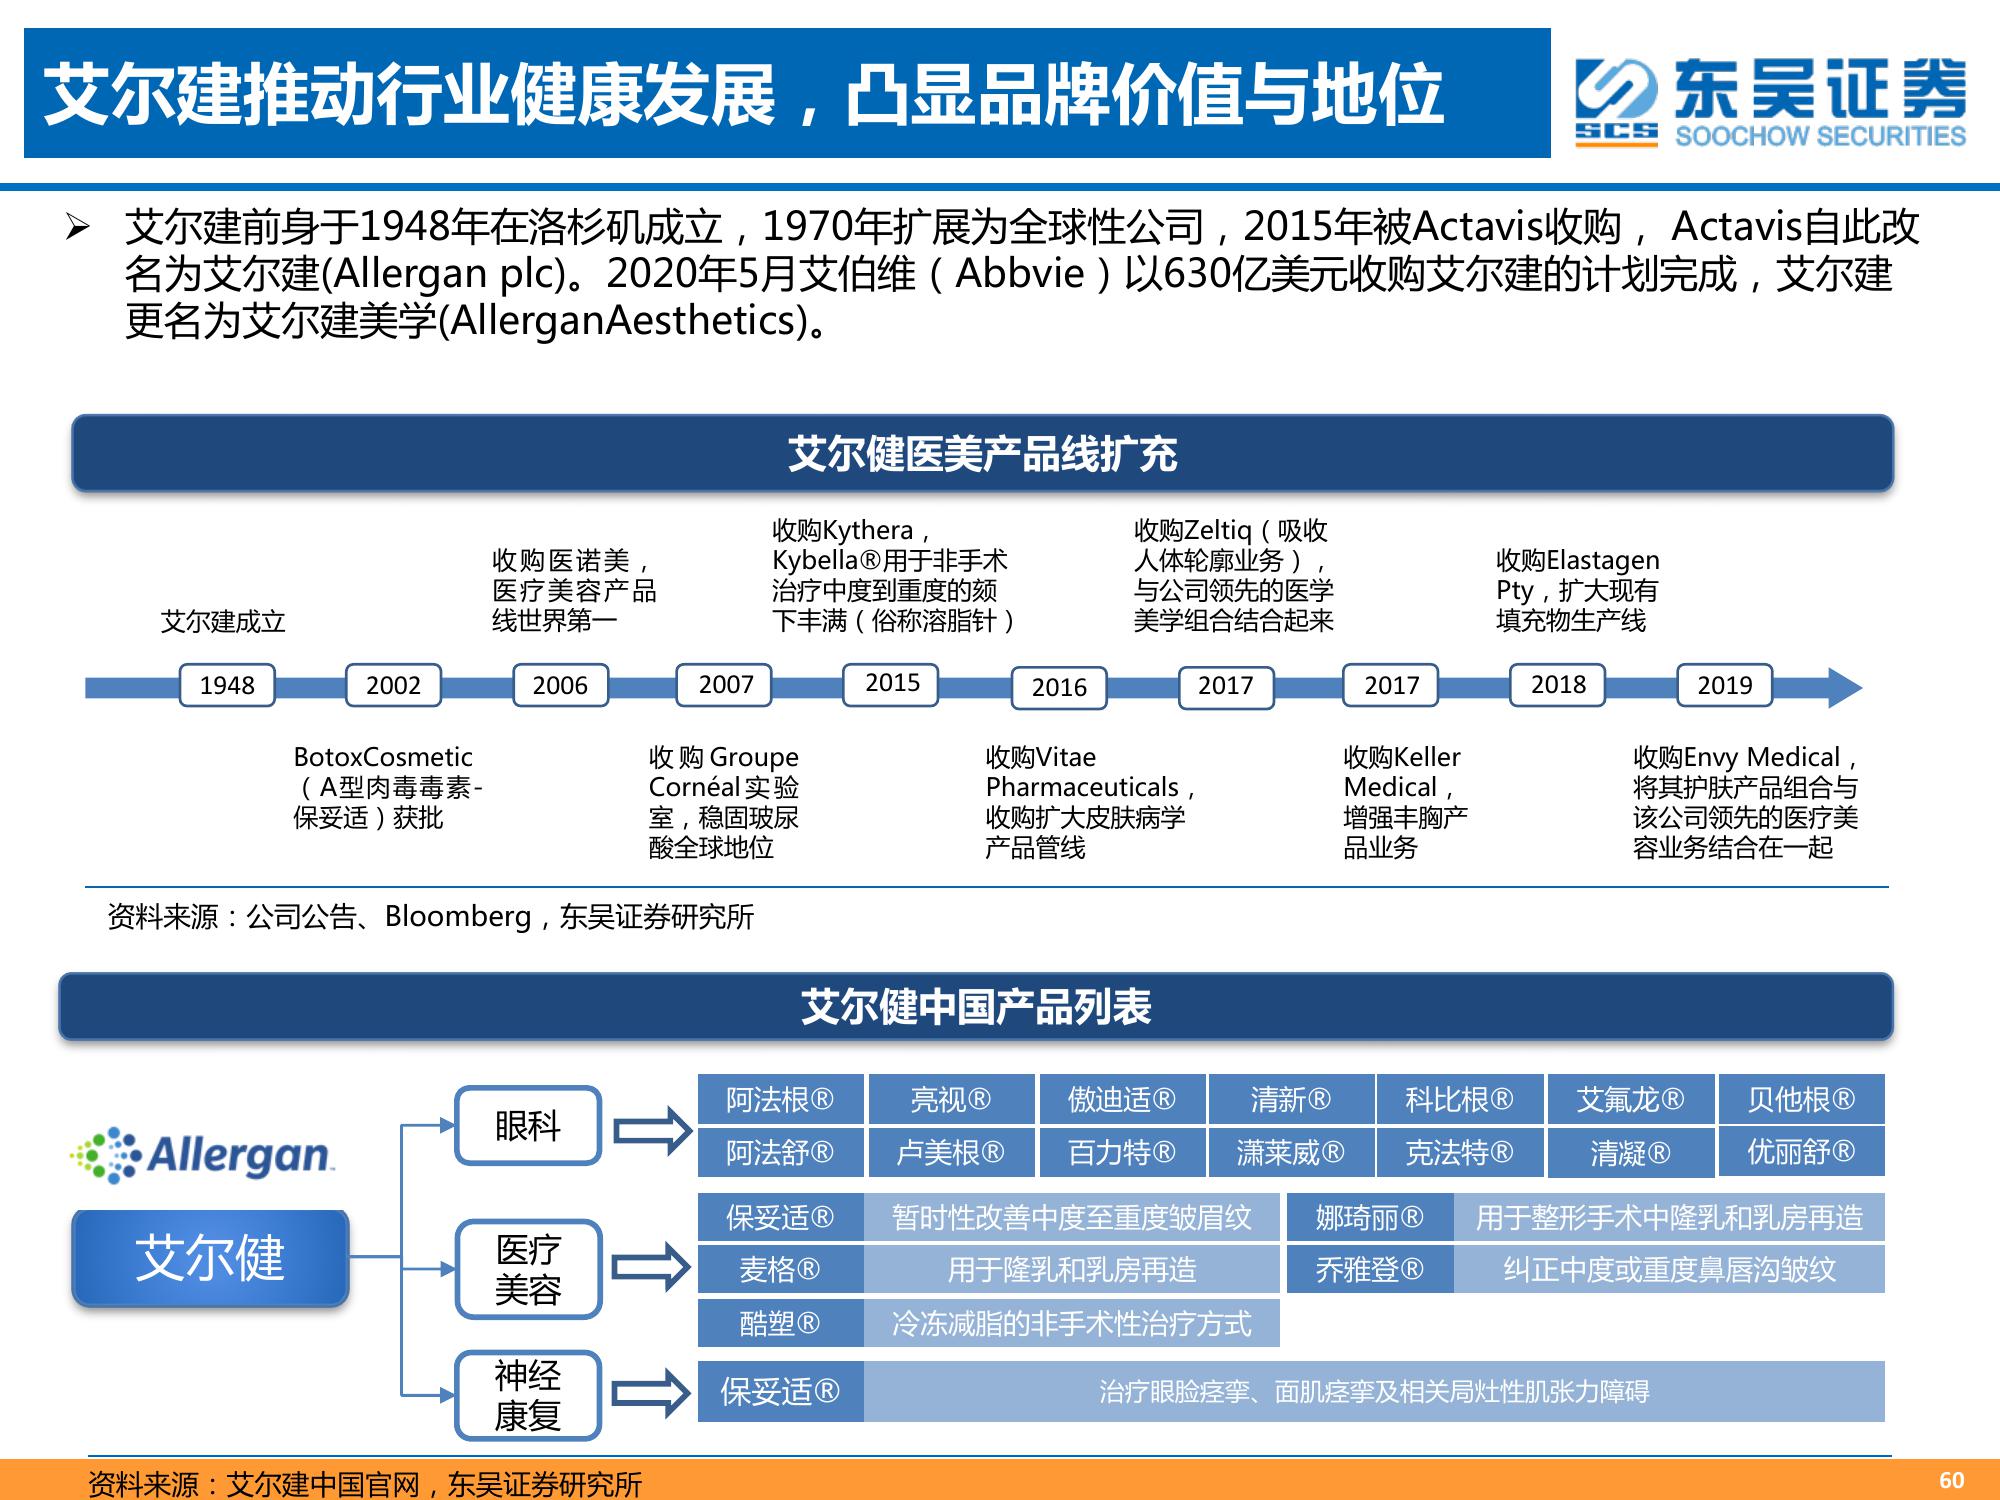 艾尔建推动行业健康发展，凸显品牌价值与地位
东吴证券
SCS
SOOCHOW SECURITIES
➢ 艾尔建前身于1948年在洛杉矶成立，1970年扩展为全球性公司，2015年被Actavis收购， Actavis自此改
名为艾尔建(Allergan plc)。2020年5月艾伯维（Abbvie）以630亿美元收购艾尔建的计划完成，艾尔建
更名为艾尔建美学(AllerganAesthetics)。
艾尔健医美产品线扩充
艾尔建成立
收购医诺美，
医疗美容产品
线世界第一
收购Kythera，
Kybella®用于非手术
治疗中度到重度的颏
下丰满（俗称溶脂针）
收购Zeltiq（吸收
人体轮廓业务），
与公司领先的医学
美学组合结合起来
收购Elastagen
Pty，扩大现有
填充物生产线
1948
2002
2006
2007
2015
2016
2017
2017
2018
2019
BotoxCosmetic
（A型肉毒毒素-
保妥适）获批
收购Groupe
Cornéal实验
室，稳固玻尿
酸全球地位
收购Vitae
Pharmaceuticals，
收购扩大皮肤病学
产品管线
收购Keller
Medical，
增强丰胸产
品业务
收购Envy Medical，
将其护肤产品组合与
该公司领先的医疗美
容业务结合在一起
资料来源：公司公告、Bloomberg，东吴证券研究所
艾尔健中国产品列表
Allergan
艾尔健
眼科
阿法根® 亮视® 傲迪适® 清新® 科比根® 艾氟龙® 贝他根®
阿法舒® 卢美根® 百力特® 潇莱威® 克法特® 清凝® 优丽舒®
医疗
美容
保妥适® 暂时性改善中度至重度皱眉纹 娜琦丽® 用于整形手术中隆乳和乳房再造
麦格® 用于隆乳和乳房再造 乔雅登® 纠正中度或重度鼻唇沟皱纹
酷塑® 冷冻减脂的非手术性治疗方式
神经
康复
保妥适® 治疗眼睑痉挛、面肌痉挛及相关局灶性肌张力障碍
资料来源：艾尔建中国官网，东吴证券研究所
60